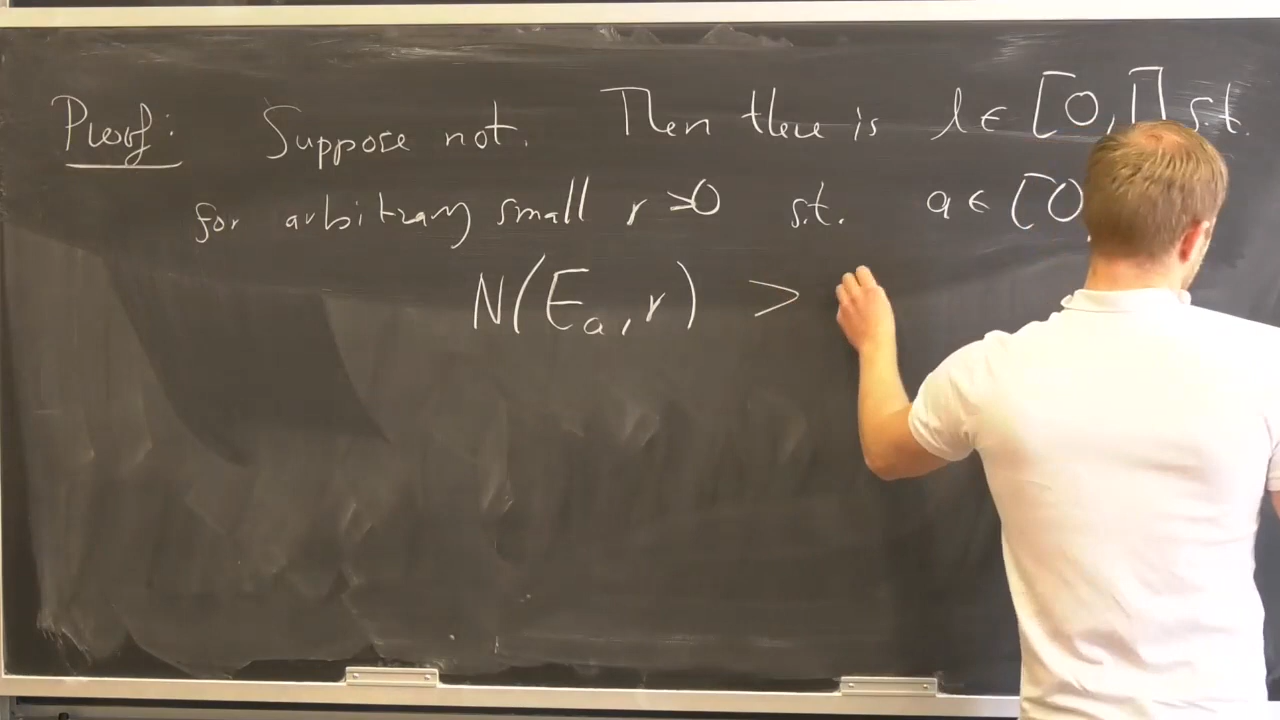 Proof: Suppose not. Then there is l ∈ [0,1] s.t.
for arbitrary small r >0 s.t. a ∈ [0,
N(E_a, r) >